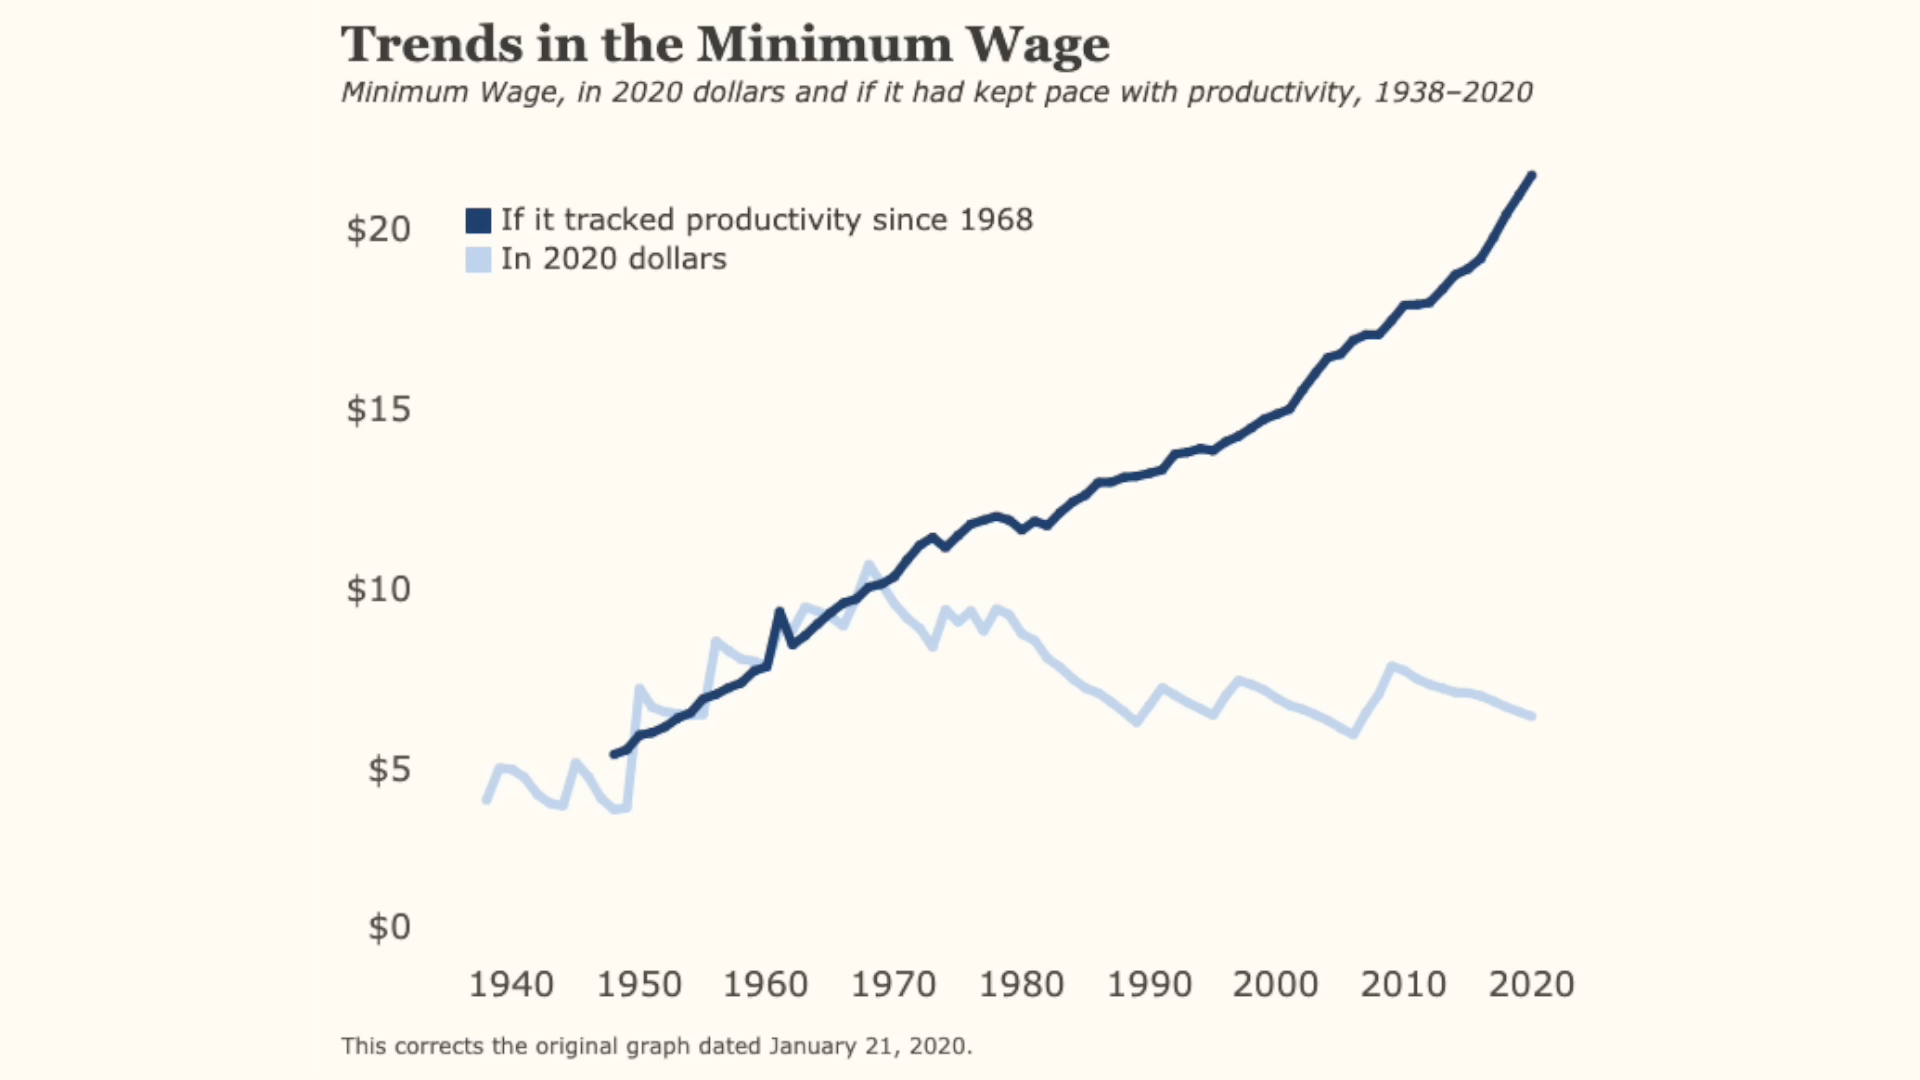 Trends in the Minimum Wage
Minimum Wage, in 2020 dollars and if it had kept pace with productivity, 1938–2020
If it tracked productivity since 1968
In 2020 dollars
$20
$15
$10
$5
$0
1940 1950 1960 1970 1980 1990 2000 2010 2020
This corrects the original graph dated January 21, 2020.